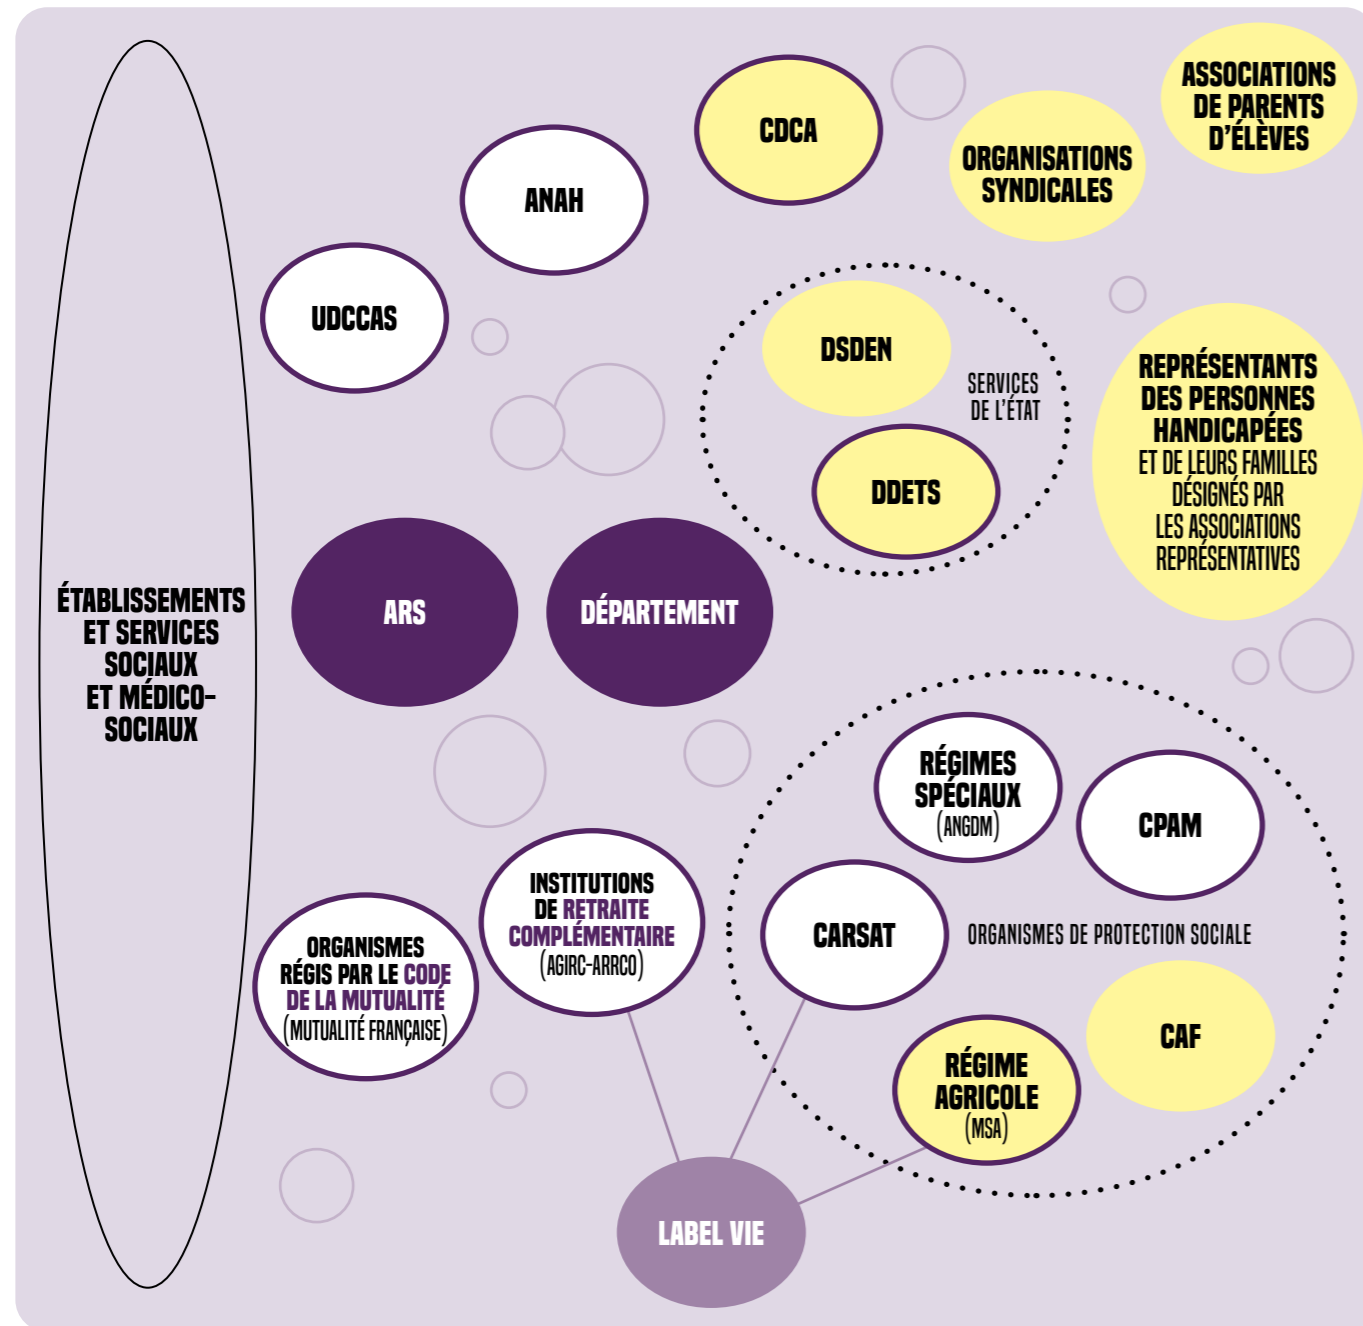 ASSOCIATIONS
DE PARENTS
D'ÉLÈVES
CDCA
ORGANISATIONS
SYNDICALES
ANAH
UDCCAS
DSDEN
SERVICES
DE L'ÉTAT
DDETS
REPRÉSENTANTS
DES PERSONNES
HANDICAPÉES
ET DE LEURS FAMILLES
DÉSIGNÉS PAR
LES ASSOCIATIONS
REPRÉSENTATIVES
ÉTABLISSEMENTS
ET SERVICES
SOCIAUX
ET MÉDICO-
SOCIAUX
ARS
DÉPARTEMENT
RÉGIMES
SPÉCIAUX
(ANGDM)
CPAM
INSTITUTIONS
DE RETRAITE
COMPLÉMENTAIRE
(AGIRC-ARRCO)
CARSAT
ORGANISMES DE PROTECTION SOCIALE
ORGANISMES
RÉGIS PAR LE CODE
DE LA MUTUALITÉ
(MUTUALITÉ FRANÇAISE)
CAF
RÉGIME
AGRICOLE
(MSA)
LABEL VIE